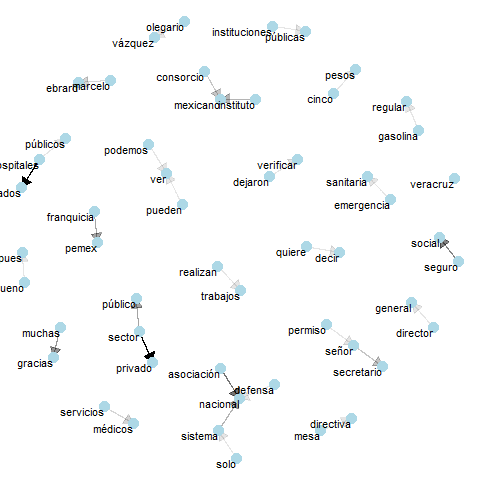 olegario
vázquez
instituciones
públicas
consorcio
pesos
ebrard
marcelo
mexicano
instituto
cinco
regular
gasolina
públicos
podemos
ospitales
ver
verificar
dejaron
sanitaria
veracruz
ados
pueden
emergencia
franquicia
pemex
quiere
decir
social
seguro
pues
realizan
ueno
trabajos
público
general
muchas
sector
permiso
director
señor
gracias
privado
asociación
secretario
defensa
nacional
servicios
médicos
sistema
directiva
mesa
solo